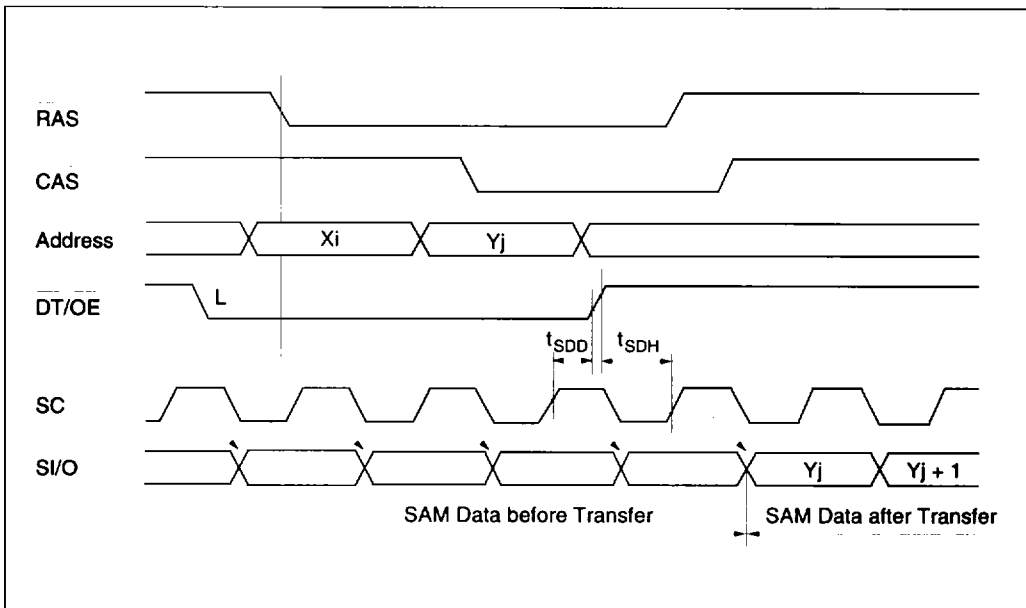 RAS
CAS
Address
Xi
Yj
DT/OE
L
tSDD
tSDH
SC
SI/O
Yj
Yj + 1
SAM Data before Transfer
SAM Data after Transfer